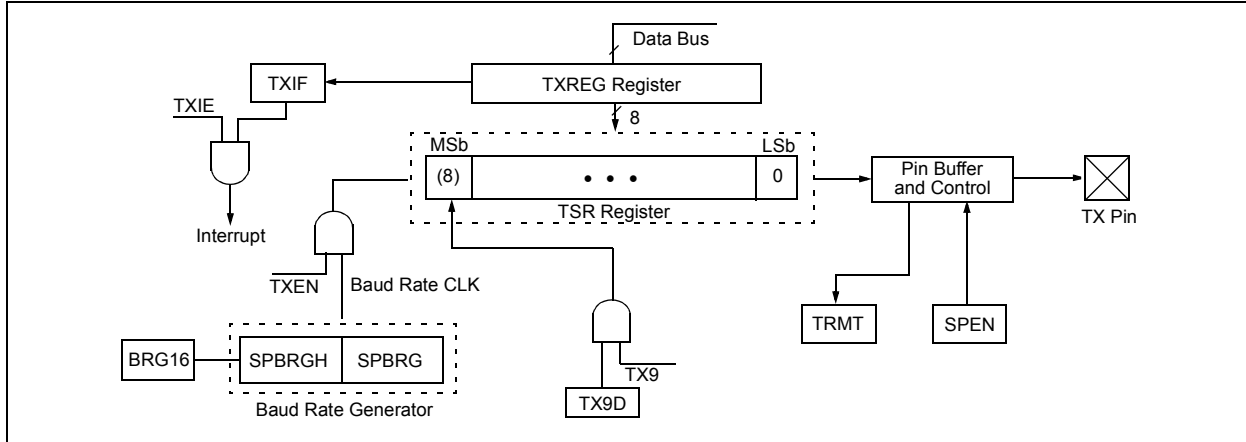 Data Bus
TXIF
TXREG Register
TXIE
8
MSb
LSb
(8)
• • •
0
TSR Register
Pin Buffer
and Control
TX Pin
Interrupt
TXEN
Baud Rate CLK
TRMT
SPEN
BRG16
SPBRGH
SPBRG
TX9
TX9D
Baud Rate Generator